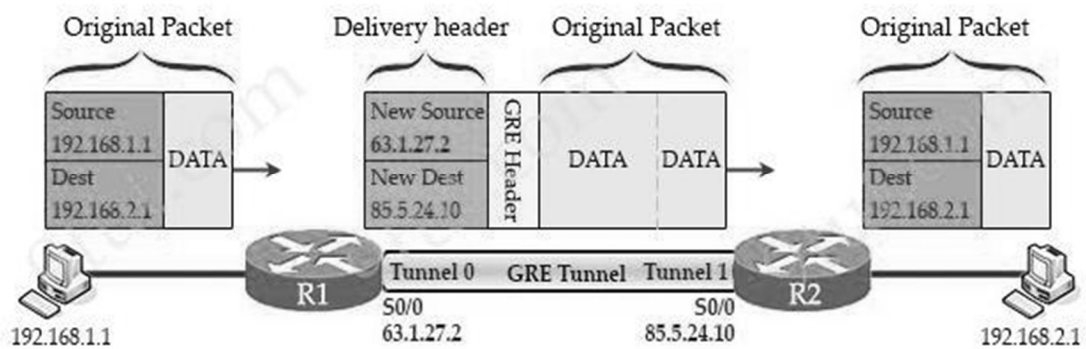 Original Packet
Delivery header
Original Packet
Original Packet
Source
192.168.1.1
Dest
192.168.2.1
DATA
New Source
63.1.27.2
New Dest
85.5.24.10
GRE Header
DATA
DATA
Source
192.168.1.1
Dest
192.168.2.1
DATA
R1
Tunnel 0
GRE Tunnel
Tunnel 1
R2
S0/0
63.1.27.2
S0/0
85.5.24.10
192.168.1.1
192.168.2.1